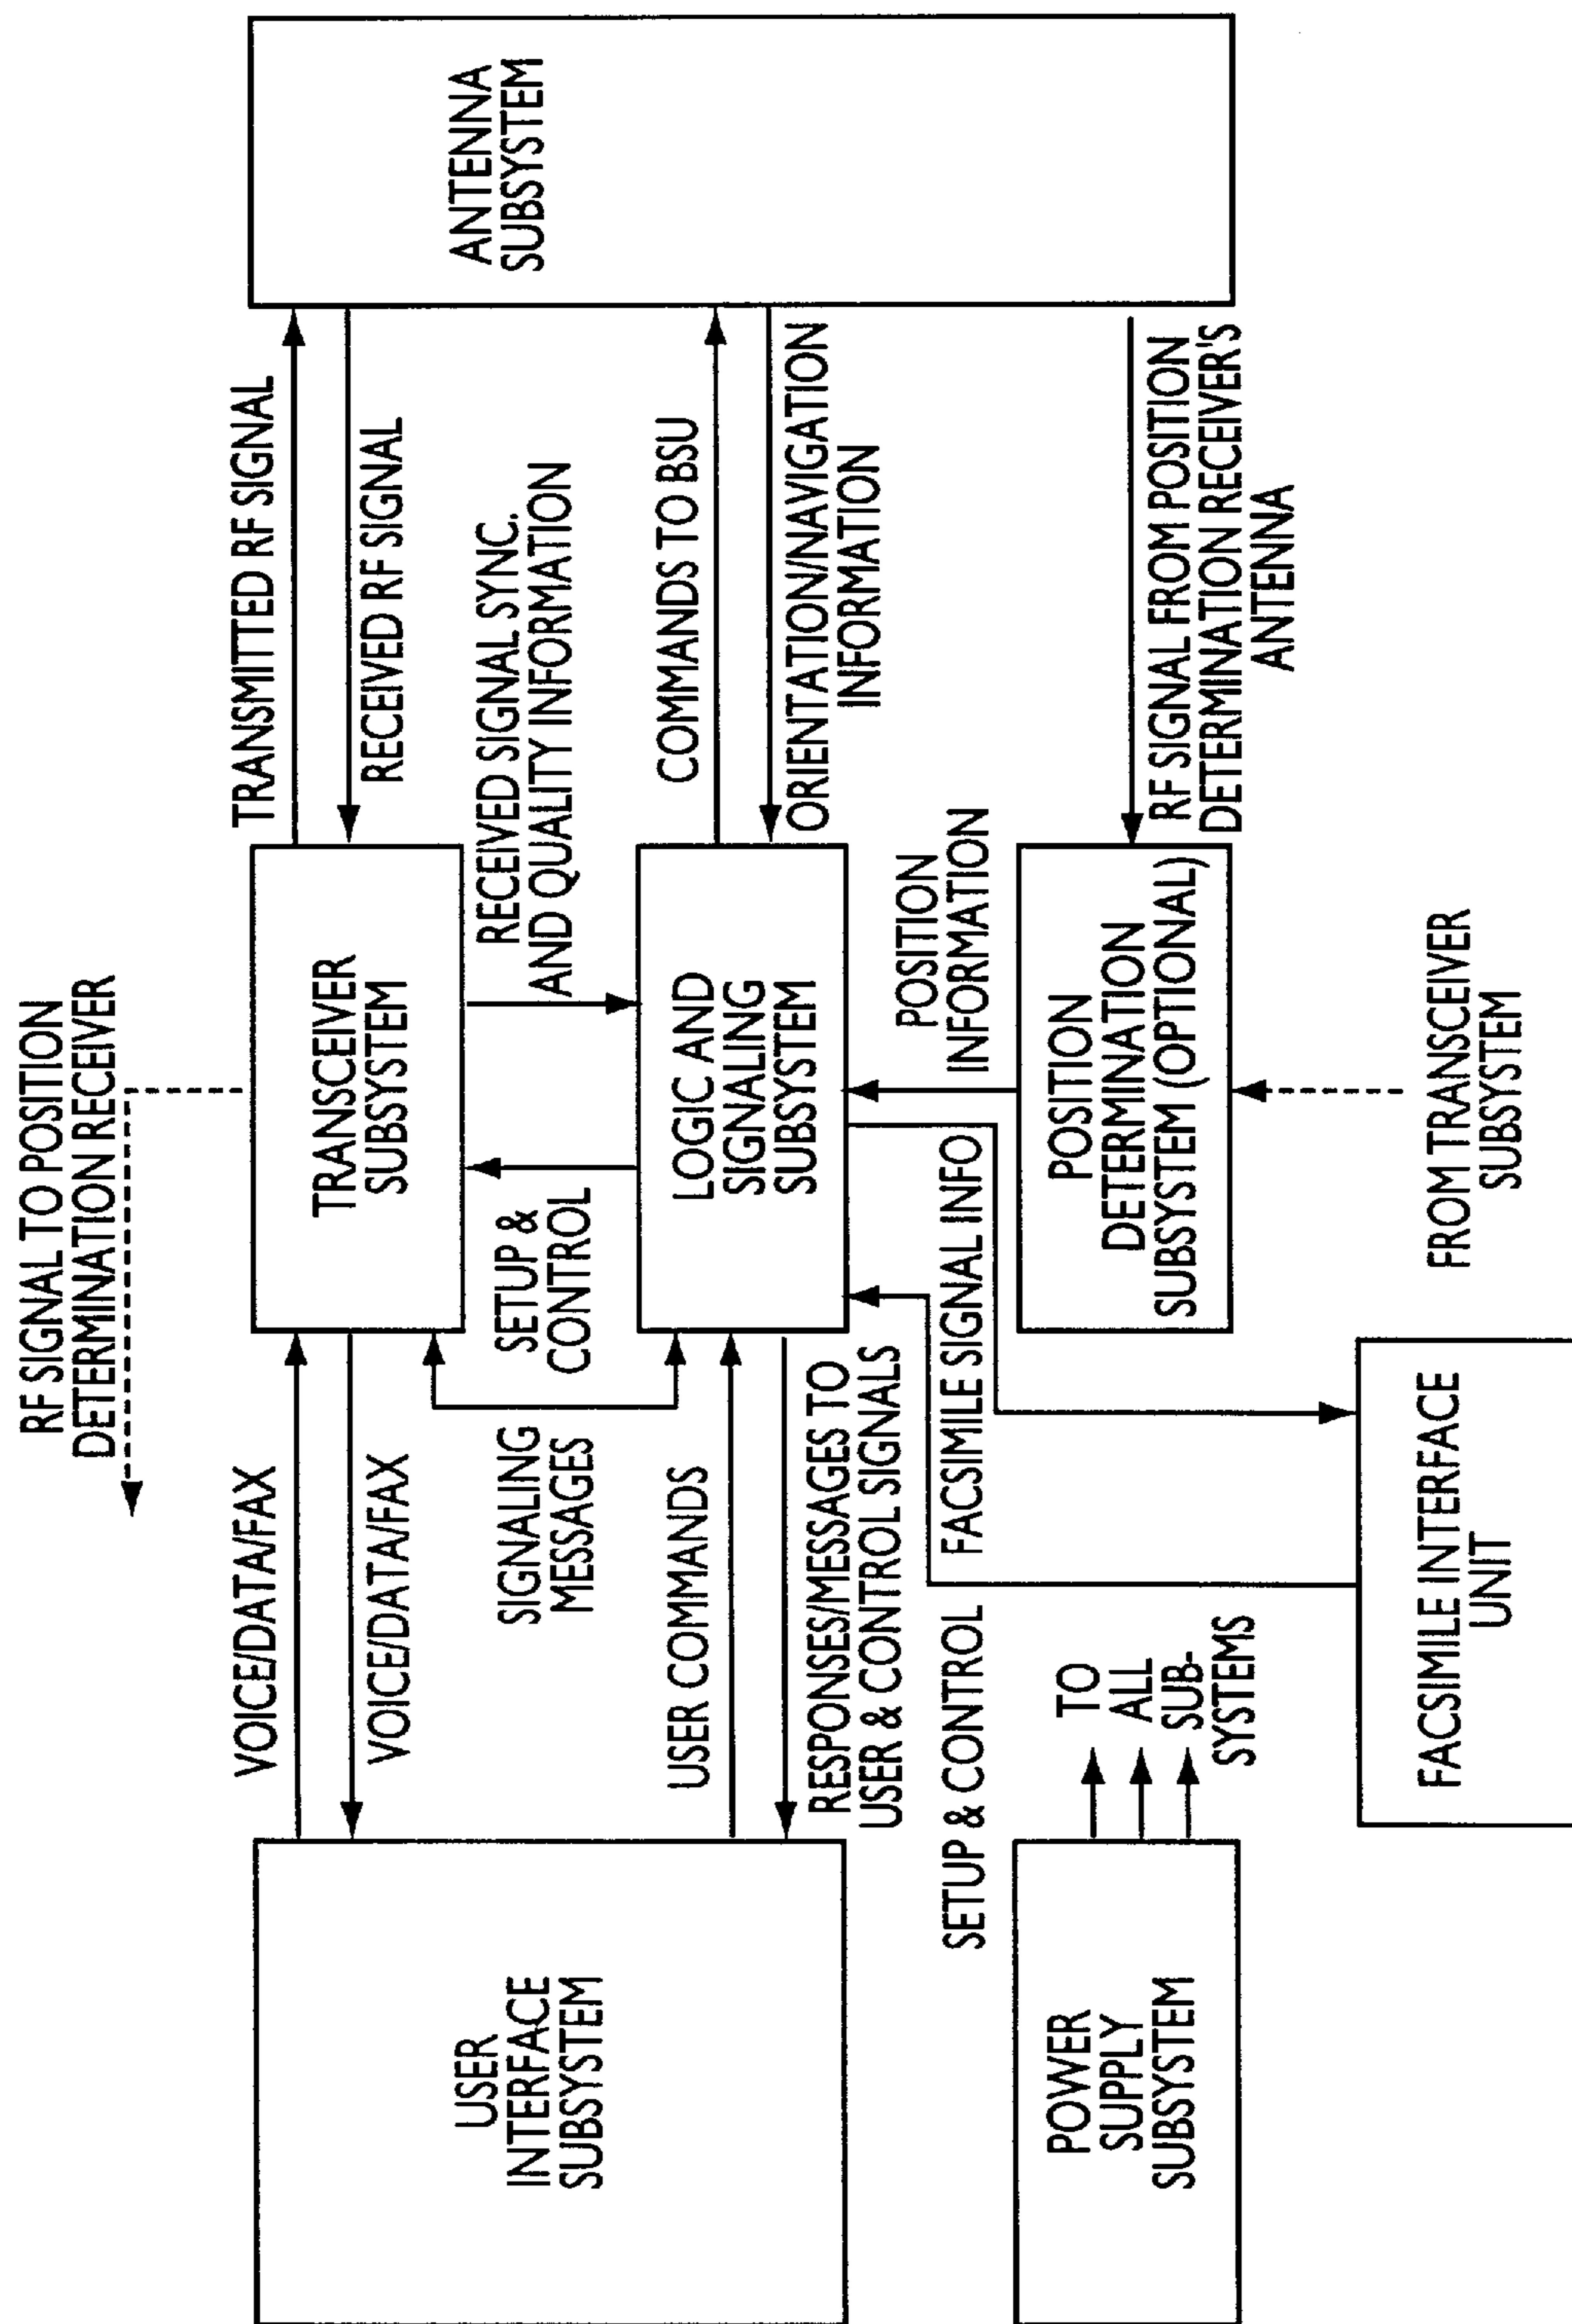 RF SIGNAL TO POSITION
DETERMINATION RECEIVER
VOICE/DATA/FAX
VOICE/DATA/FAX
TRANSCEIVER
SUBSYSTEM
TRANSMITTED RF SIGNAL
RECEIVED RF SIGNAL
ANTENNA
SUBSYSTEM
USER
INTERFACE
SUBSYSTEM
SIGNALING
MESSAGES
SETUP &
CONTROL
RECEIVED SIGNAL SYNC.
AND QUALITY INFORMATION
USER COMMANDS
RESPONSES/MESSAGES TO
USER & CONTROL SIGNALS
LOGIC AND
SIGNALING
SUBSYSTEM
COMMANDS TO BSU
ORIENTATION/NAVIGATION
INFORMATION
SETUP & CONTROL
FACSIMILE SIGNAL INFO
POSITION
INFORMATION
POWER
SUPPLY
SUBSYSTEM
TO
ALL
SUB-
SYSTEMS
POSITION
DETERMINATION
SUBSYSTEM (OPTIONAL)
RF SIGNAL FROM POSITION
DETERMINATION RECEIVER'S
ANTENNA
FACSIMILE INTERFACE
UNIT
FROM TRANSCEIVER
SUBSYSTEM